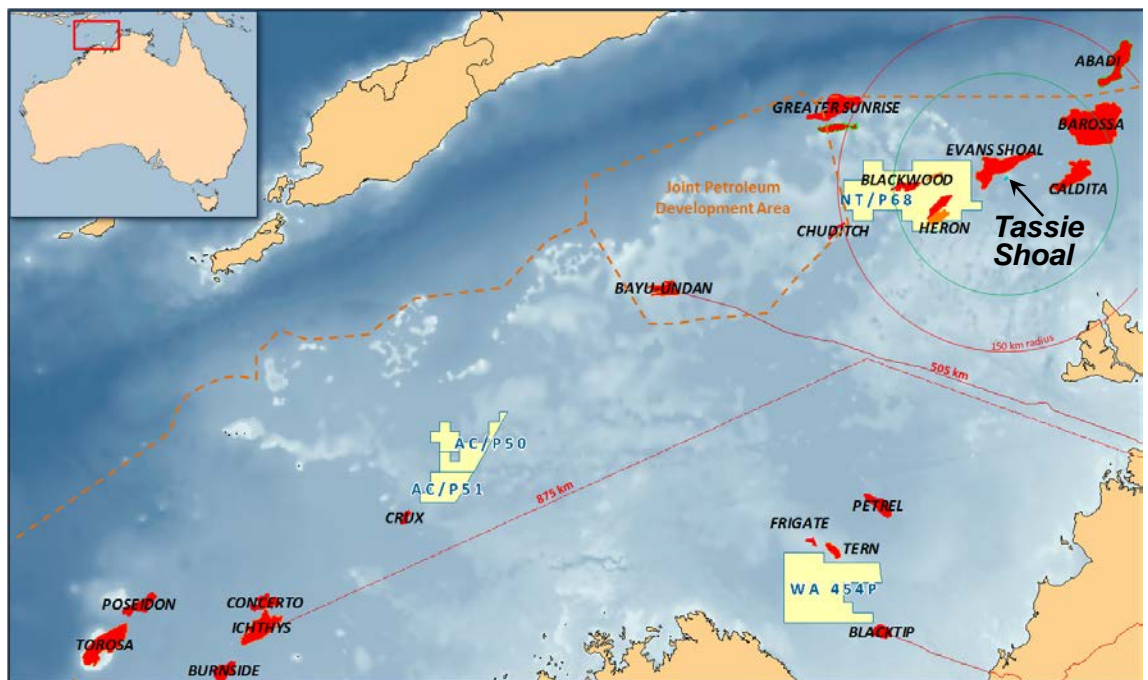 ABADI
GREATER SUNRISE
BAROSSA
EVANS SHOAL
BLACKWOOD
CALDITA
Joint Petroleum
Development Area
NT/P68
HERON
Tassie
Shoal
CHUDITCH
BAYU-UNDAN
150 km radius
505 km
AC/P50
AC/P51
875 km
CRUX
PETREL
FRIGATE
TERN
WA 454P
POSEIDON
CONCERTO
ICHTHYS
TOROSA
BLACKTIP
BURNSIDE